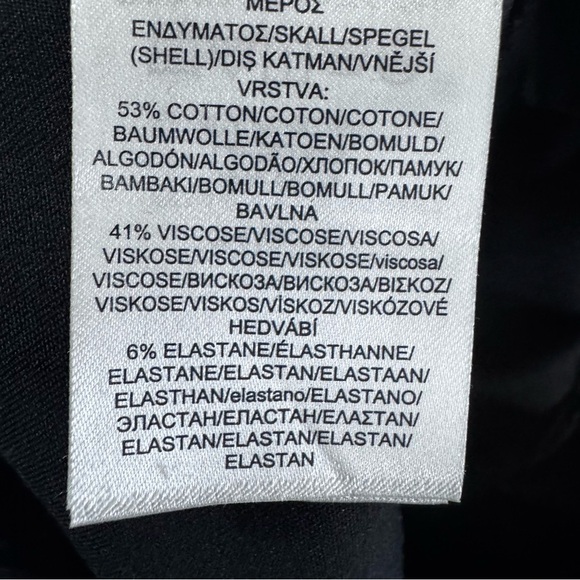 ΜΕΡΟΣ
ΕΝΔΥΜΑΤΟΣ/SKALL/SPEGEL
(SHELL)/DIŞ KATMAN/VNĚJŠÍ
VRSTVA:
53% COTTON/COTON/COTONE/
BAUMWOLLE/KATOEN/BOMULD/
ALGODÓN/ALGODÃO/ХЛОПОК/ПАМУК/
BAMBAKI/BOMULL/BOMULL/PAMUK/
BAVLNA
41% VISCOSE/VISCOSE/VISCOSA/
VISKOSE/VISCOSE/VISKOSE/viscosa/
VISCOSE/ВИСКОЗА/ВИСКОЗА/ΒΙΣΚΟΖ/
VISKOSE/VISKOS/VİSKOZ/VISKÓZOVÉ
HEDVÁBÍ
6% ELASTANE/ÉLASTHANNE/
ELASTANE/ELASTAN/ELASTAAN/
ELASTHAN/elastano/ELASTANO/
ЭЛАСТАН/ЕЛАСТАН/ΕΛΑΣΤΑΝ/
ELASTAN/ELASTAN/ELASTAN/
ELASTAN